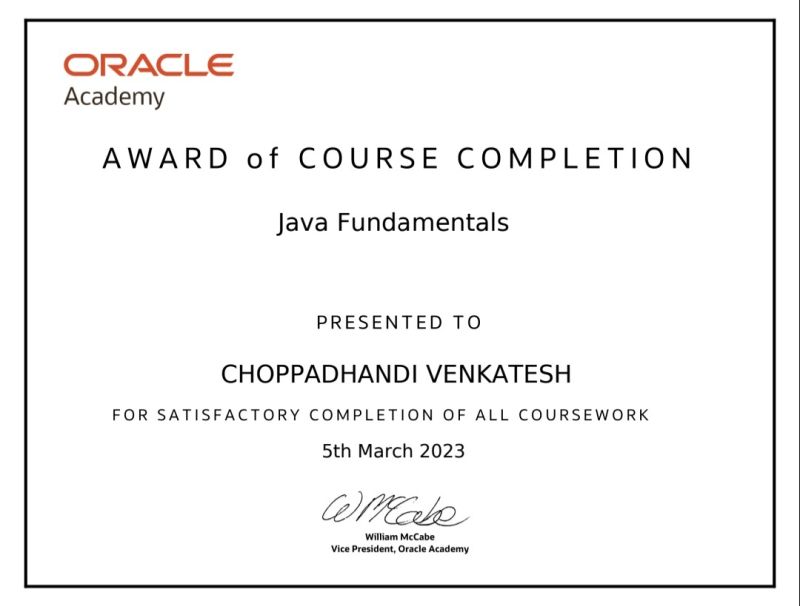 ORACLE
Academy
AWARD of COURSE COMPLETION
Java Fundamentals
PRESENTED TO
CHOPPADHANDI VENKATESH
FOR SATISFACTORY COMPLETION OF ALL COURSEWORK
5th March 2023
WMcCabe
William McCabe
Vice President, Oracle Academy